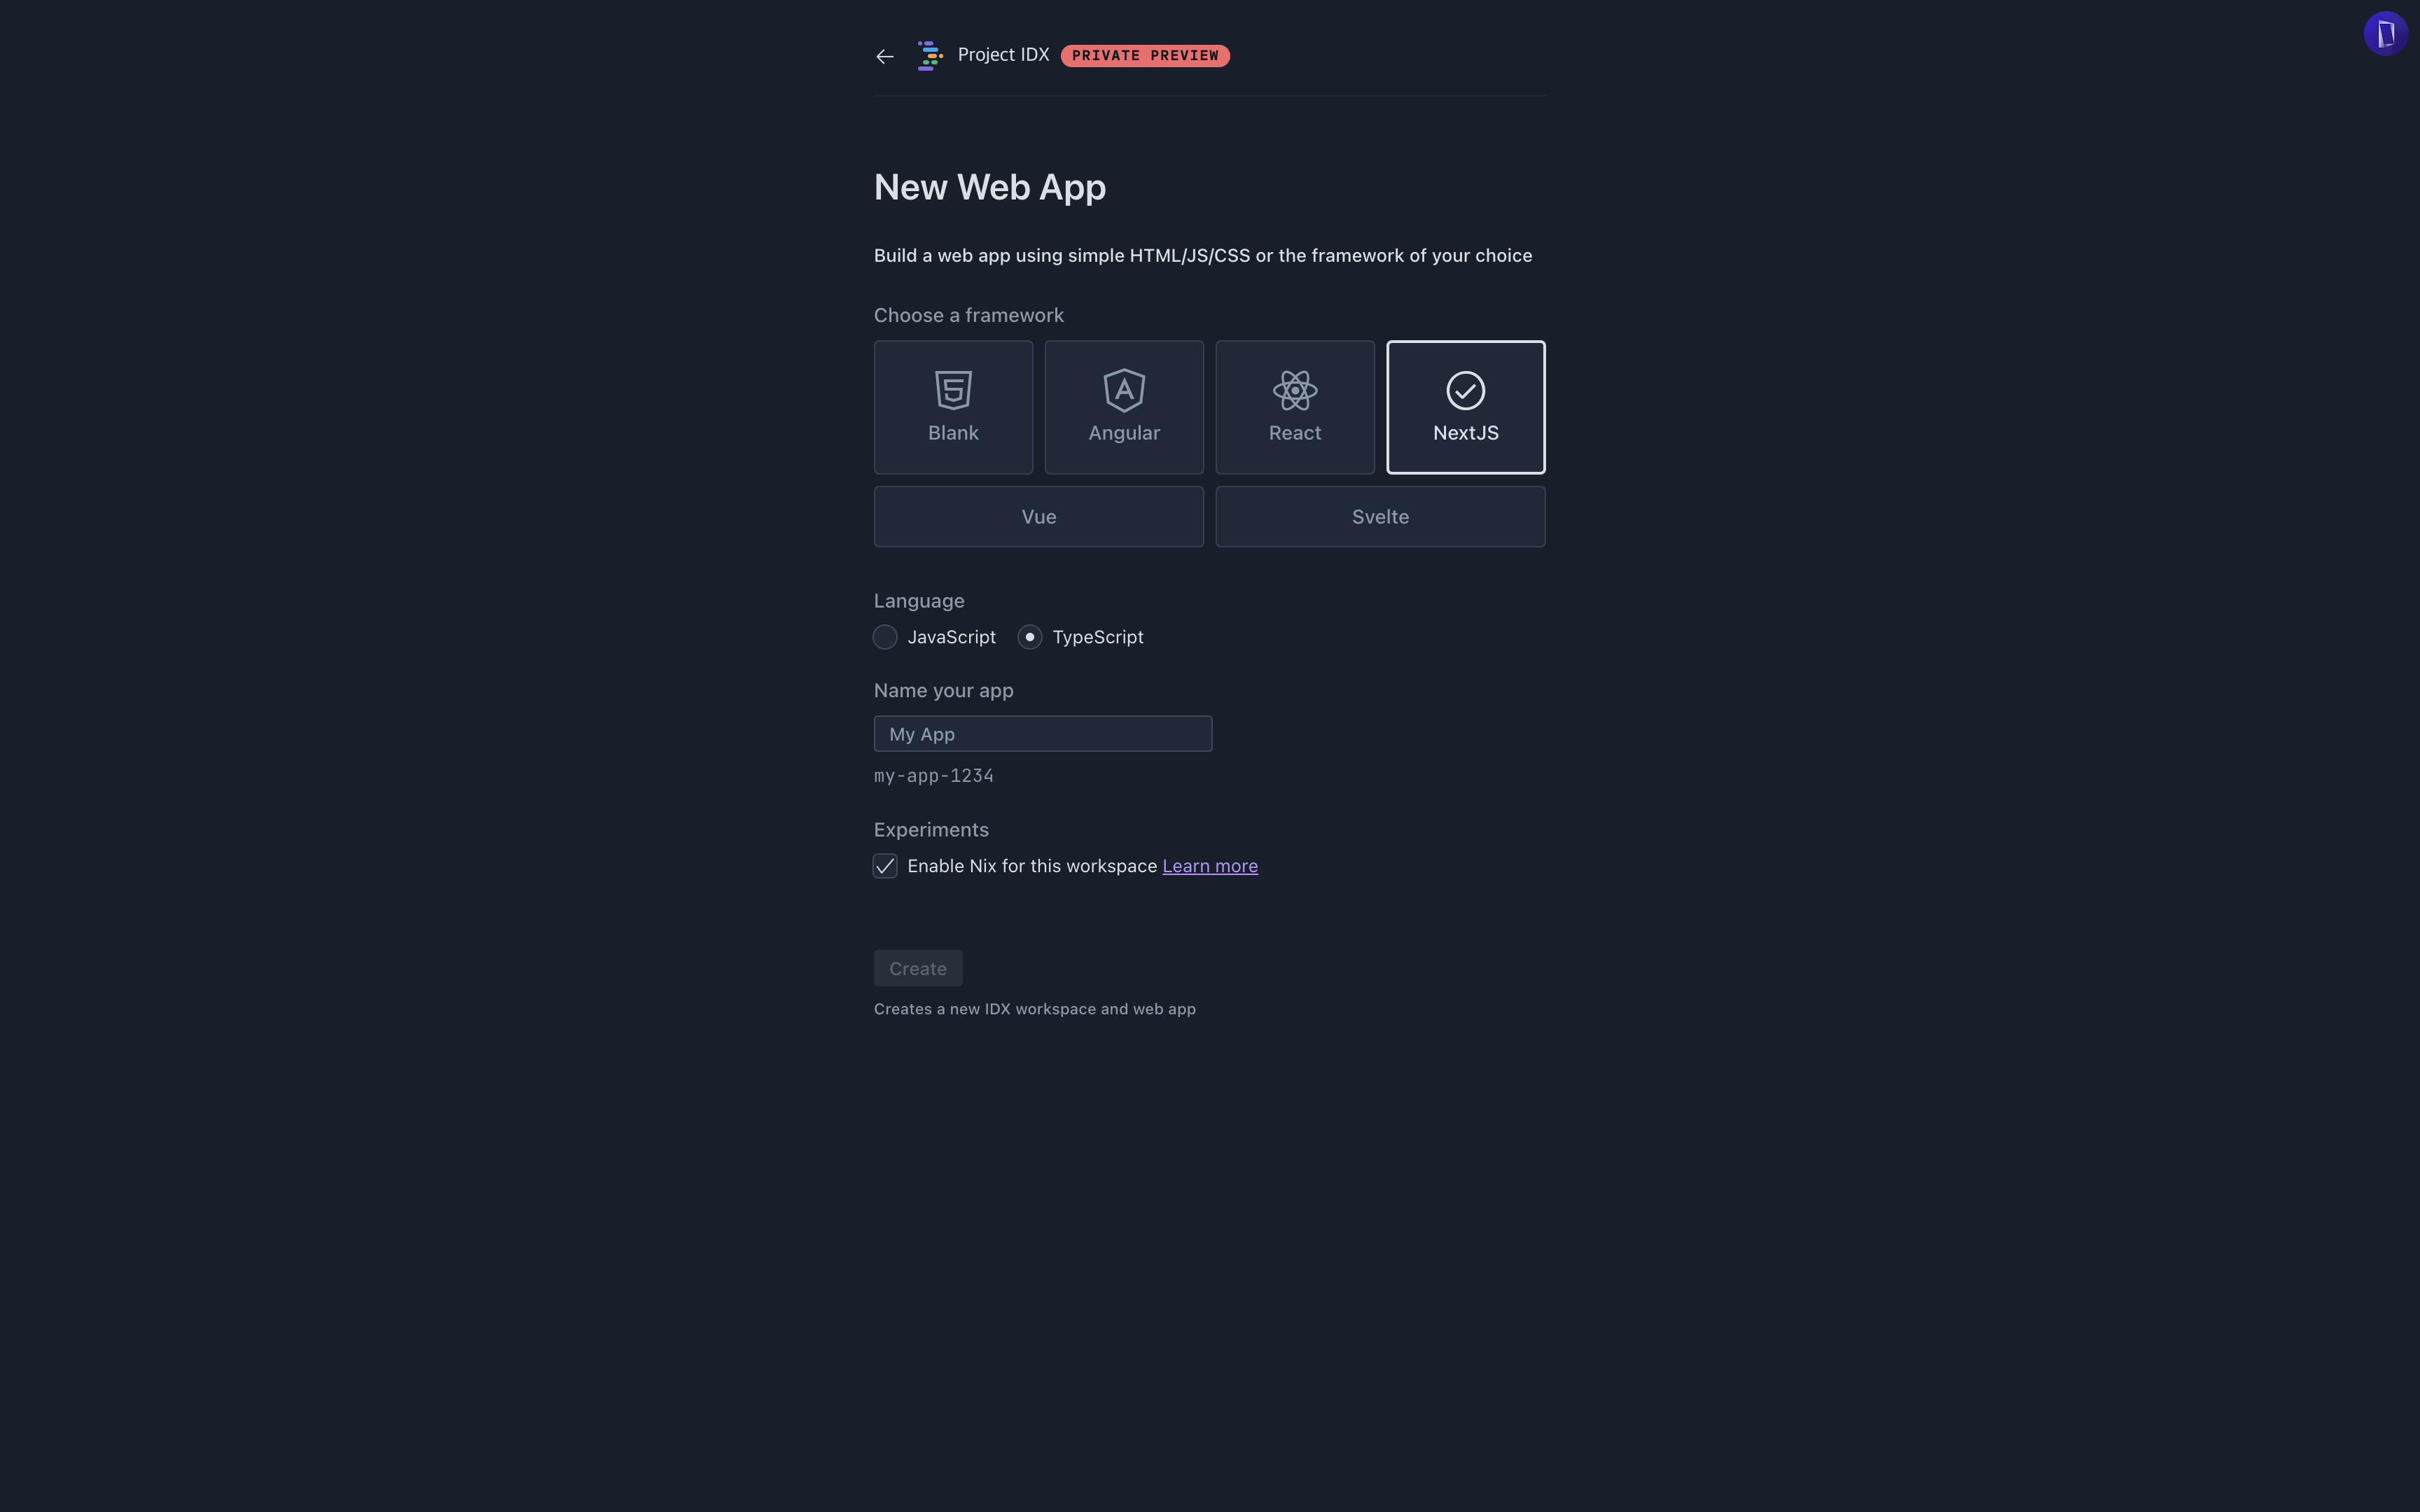 Project IDX PRIVATE PREVIEW
New Web App
Build a web app using simple HTML/JS/CSS or the framework of your choice
Choose a framework
Blank Angular React NextJS
Vue Svelte
Language
JavaScript TypeScript
Name your app
My App
my-app-1234
Experiments
Enable Nix for this workspace Learn more
Create
Creates a new IDX workspace and web app